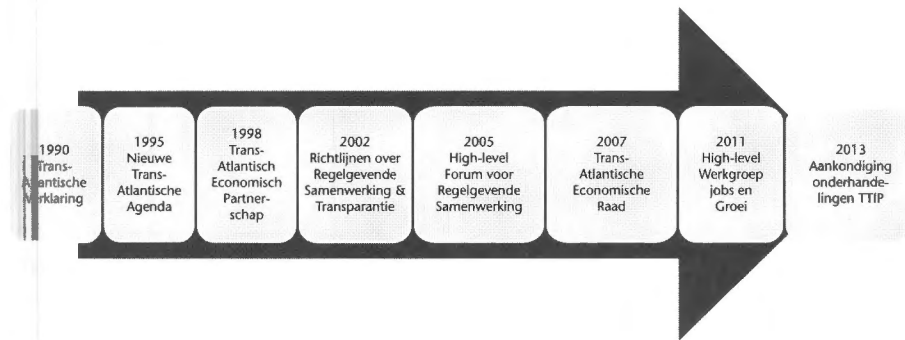 1990
Trans-
Atlantische
Verklaring
1995
Nieuwe
Trans-
Atlantische
Agenda
1998
Trans-
Atlantisch
Economisch
Partner-
schap
2002
Richtlijnen over
Regelgevende
Samenwerking &
Transparantie
2005
High-level
Forum voor
Regelgevende
Samenwerking
2007
Trans-
Atlantische
Economische
Raad
2011
High-level
Werkgroep
jobs en
Groei
2013
Aankondiging
onderhande-
lingen TTIP